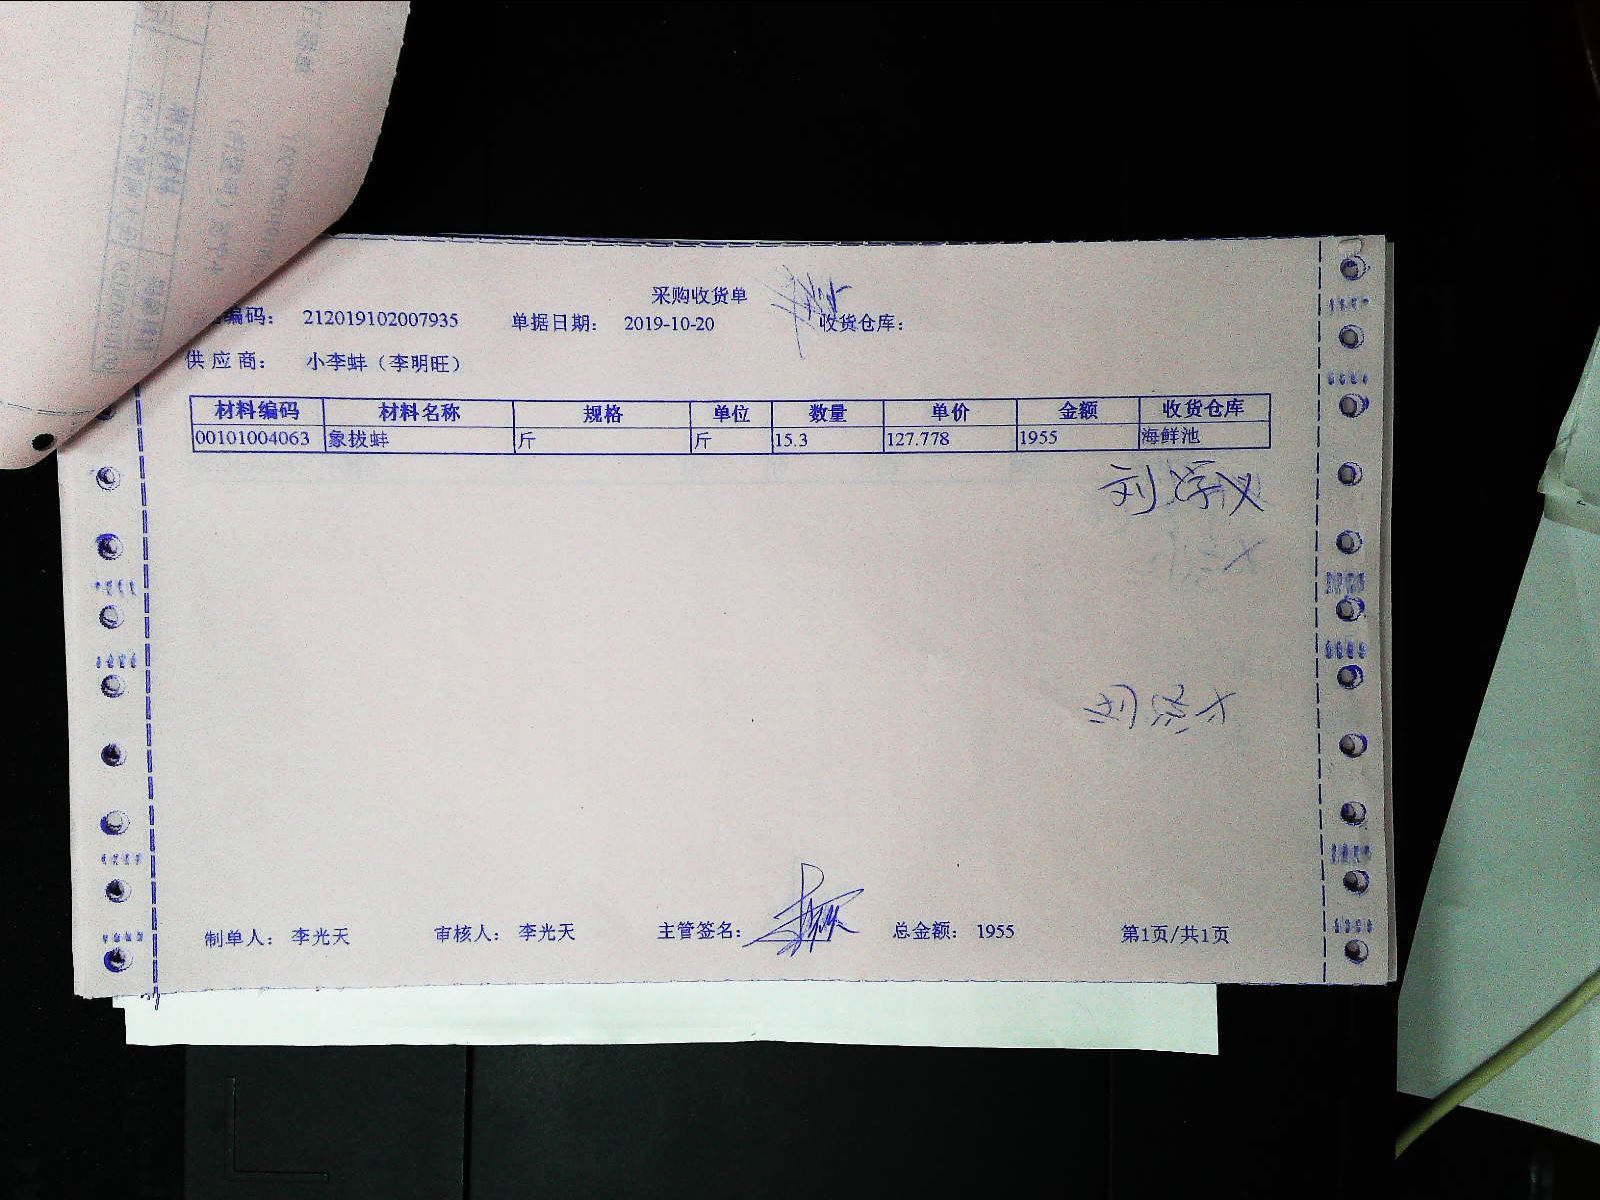 采购收货单
编码： 212019102007935 单据日期： 2019-10-20 收货仓库：
供应商： 小李蚌（李明旺）
材料编码 材料名称 规格 单位 数量 单价 金额 收货仓库
00101004063 象拔蚌 斤 斤 15.3 127.778 1955 海鲜池
制单人： 李光天 审核人： 李光天 主管签名： 总金额： 1955 第1页/共1页